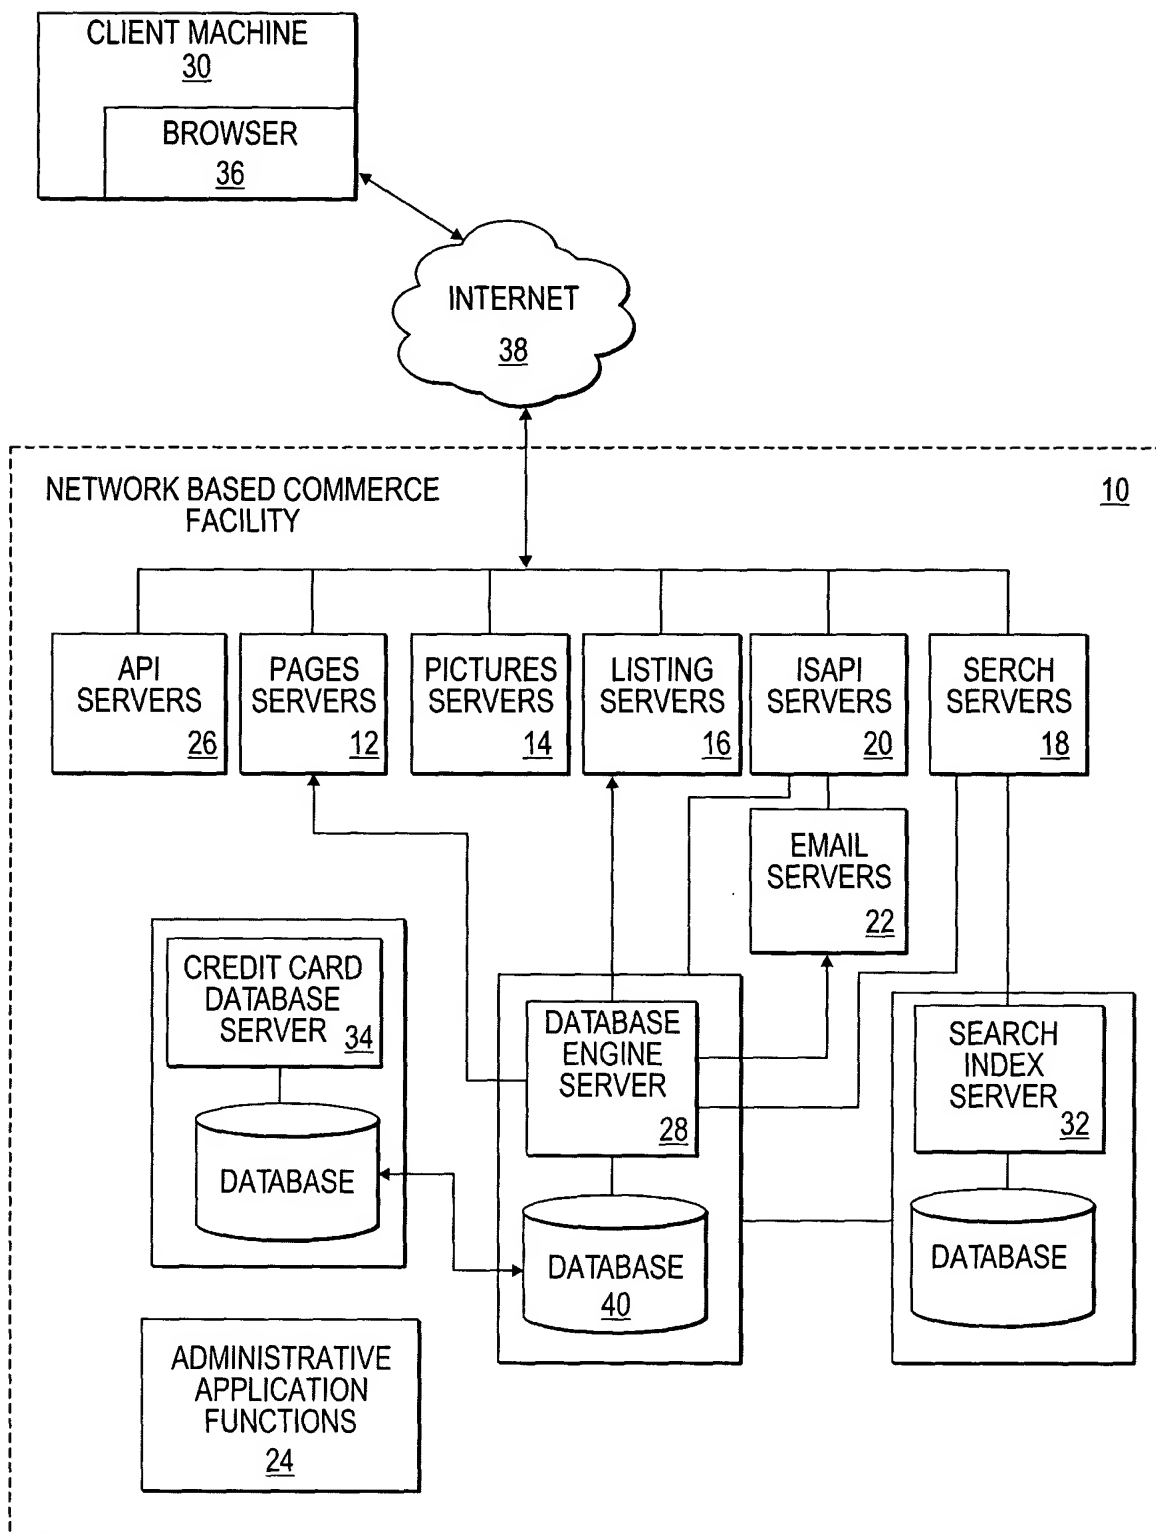 CLIENT MACHINE
30
BROWSER
36
INTERNET
38
NETWORK BASED COMMERCE
FACILITY
10
API
SERVERS
26
PAGES
SERVERS
12
PICTURES
SERVERS
14
LISTING
SERVERS
16
ISAPI
SERVERS
20
SERCH
SERVERS
18
EMAIL
SERVERS
22
CREDIT CARD
DATABASE
SERVER
34
DATABASE
DATABASE
ENGINE
SERVER
28
DATABASE
40
SEARCH
INDEX
SERVER
32
DATABASE
ADMINISTRATIVE
APPLICATION
FUNCTIONS
24